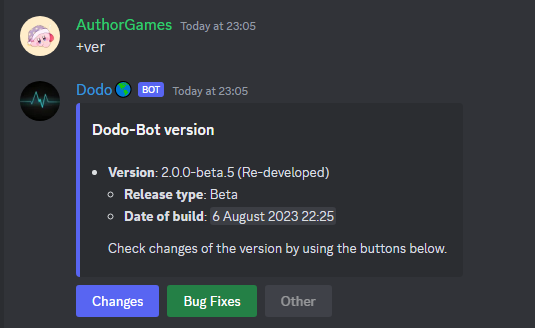 AuthorGames Today at 23:05
+ver
Dodo BOT Today at 23:05
Dodo-Bot version
• Version: 2.0.0-beta.5 (Re-developed)
◦ Release type: Beta
◦ Date of build: 6 August 2023 22:25
Check changes of the version by using the buttons below.
Changes Bug Fixes Other